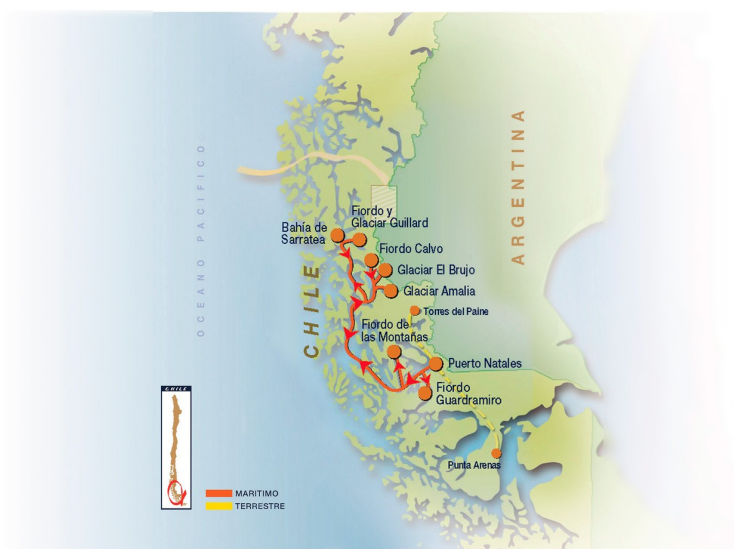 OCEANO PACIFICO
CHILE
ARGENTINA
Fiordo y
Glaciar Guillard
Bahía de
Sarratea
Fiordo Calvo
Glaciar El Brujo
Glaciar Amalia
Torres del Paine
Fiordo de
las Montañas
Puerto Natales
Fiordo
Guardramiro
Punta Arenas
CHILE
MARITIMO
TERRESTRE